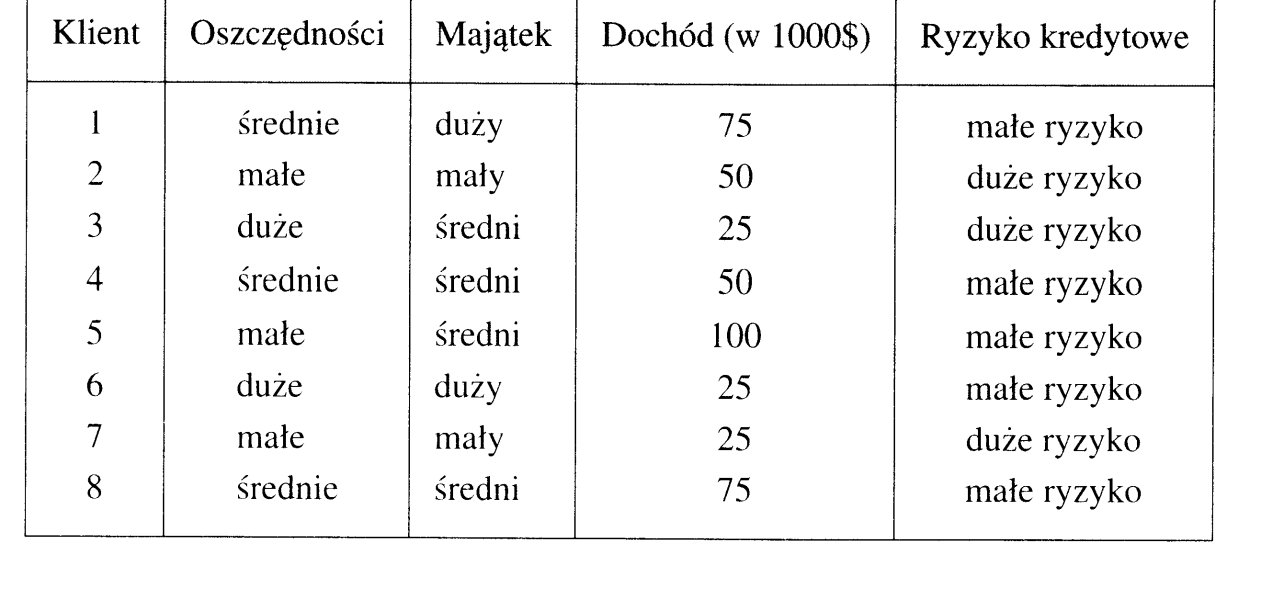 Klient Oszczędności Majątek Dochód (w 1000$) Ryzyko kredytowe
1 średnie duży 75 małe ryzyko
2 małe mały 50 duże ryzyko
3 duże średni 25 duże ryzyko
4 średnie średni 50 małe ryzyko
5 małe średni 100 małe ryzyko
6 duże duży 25 małe ryzyko
7 małe mały 25 duże ryzyko
8 średnie średni 75 małe ryzyko